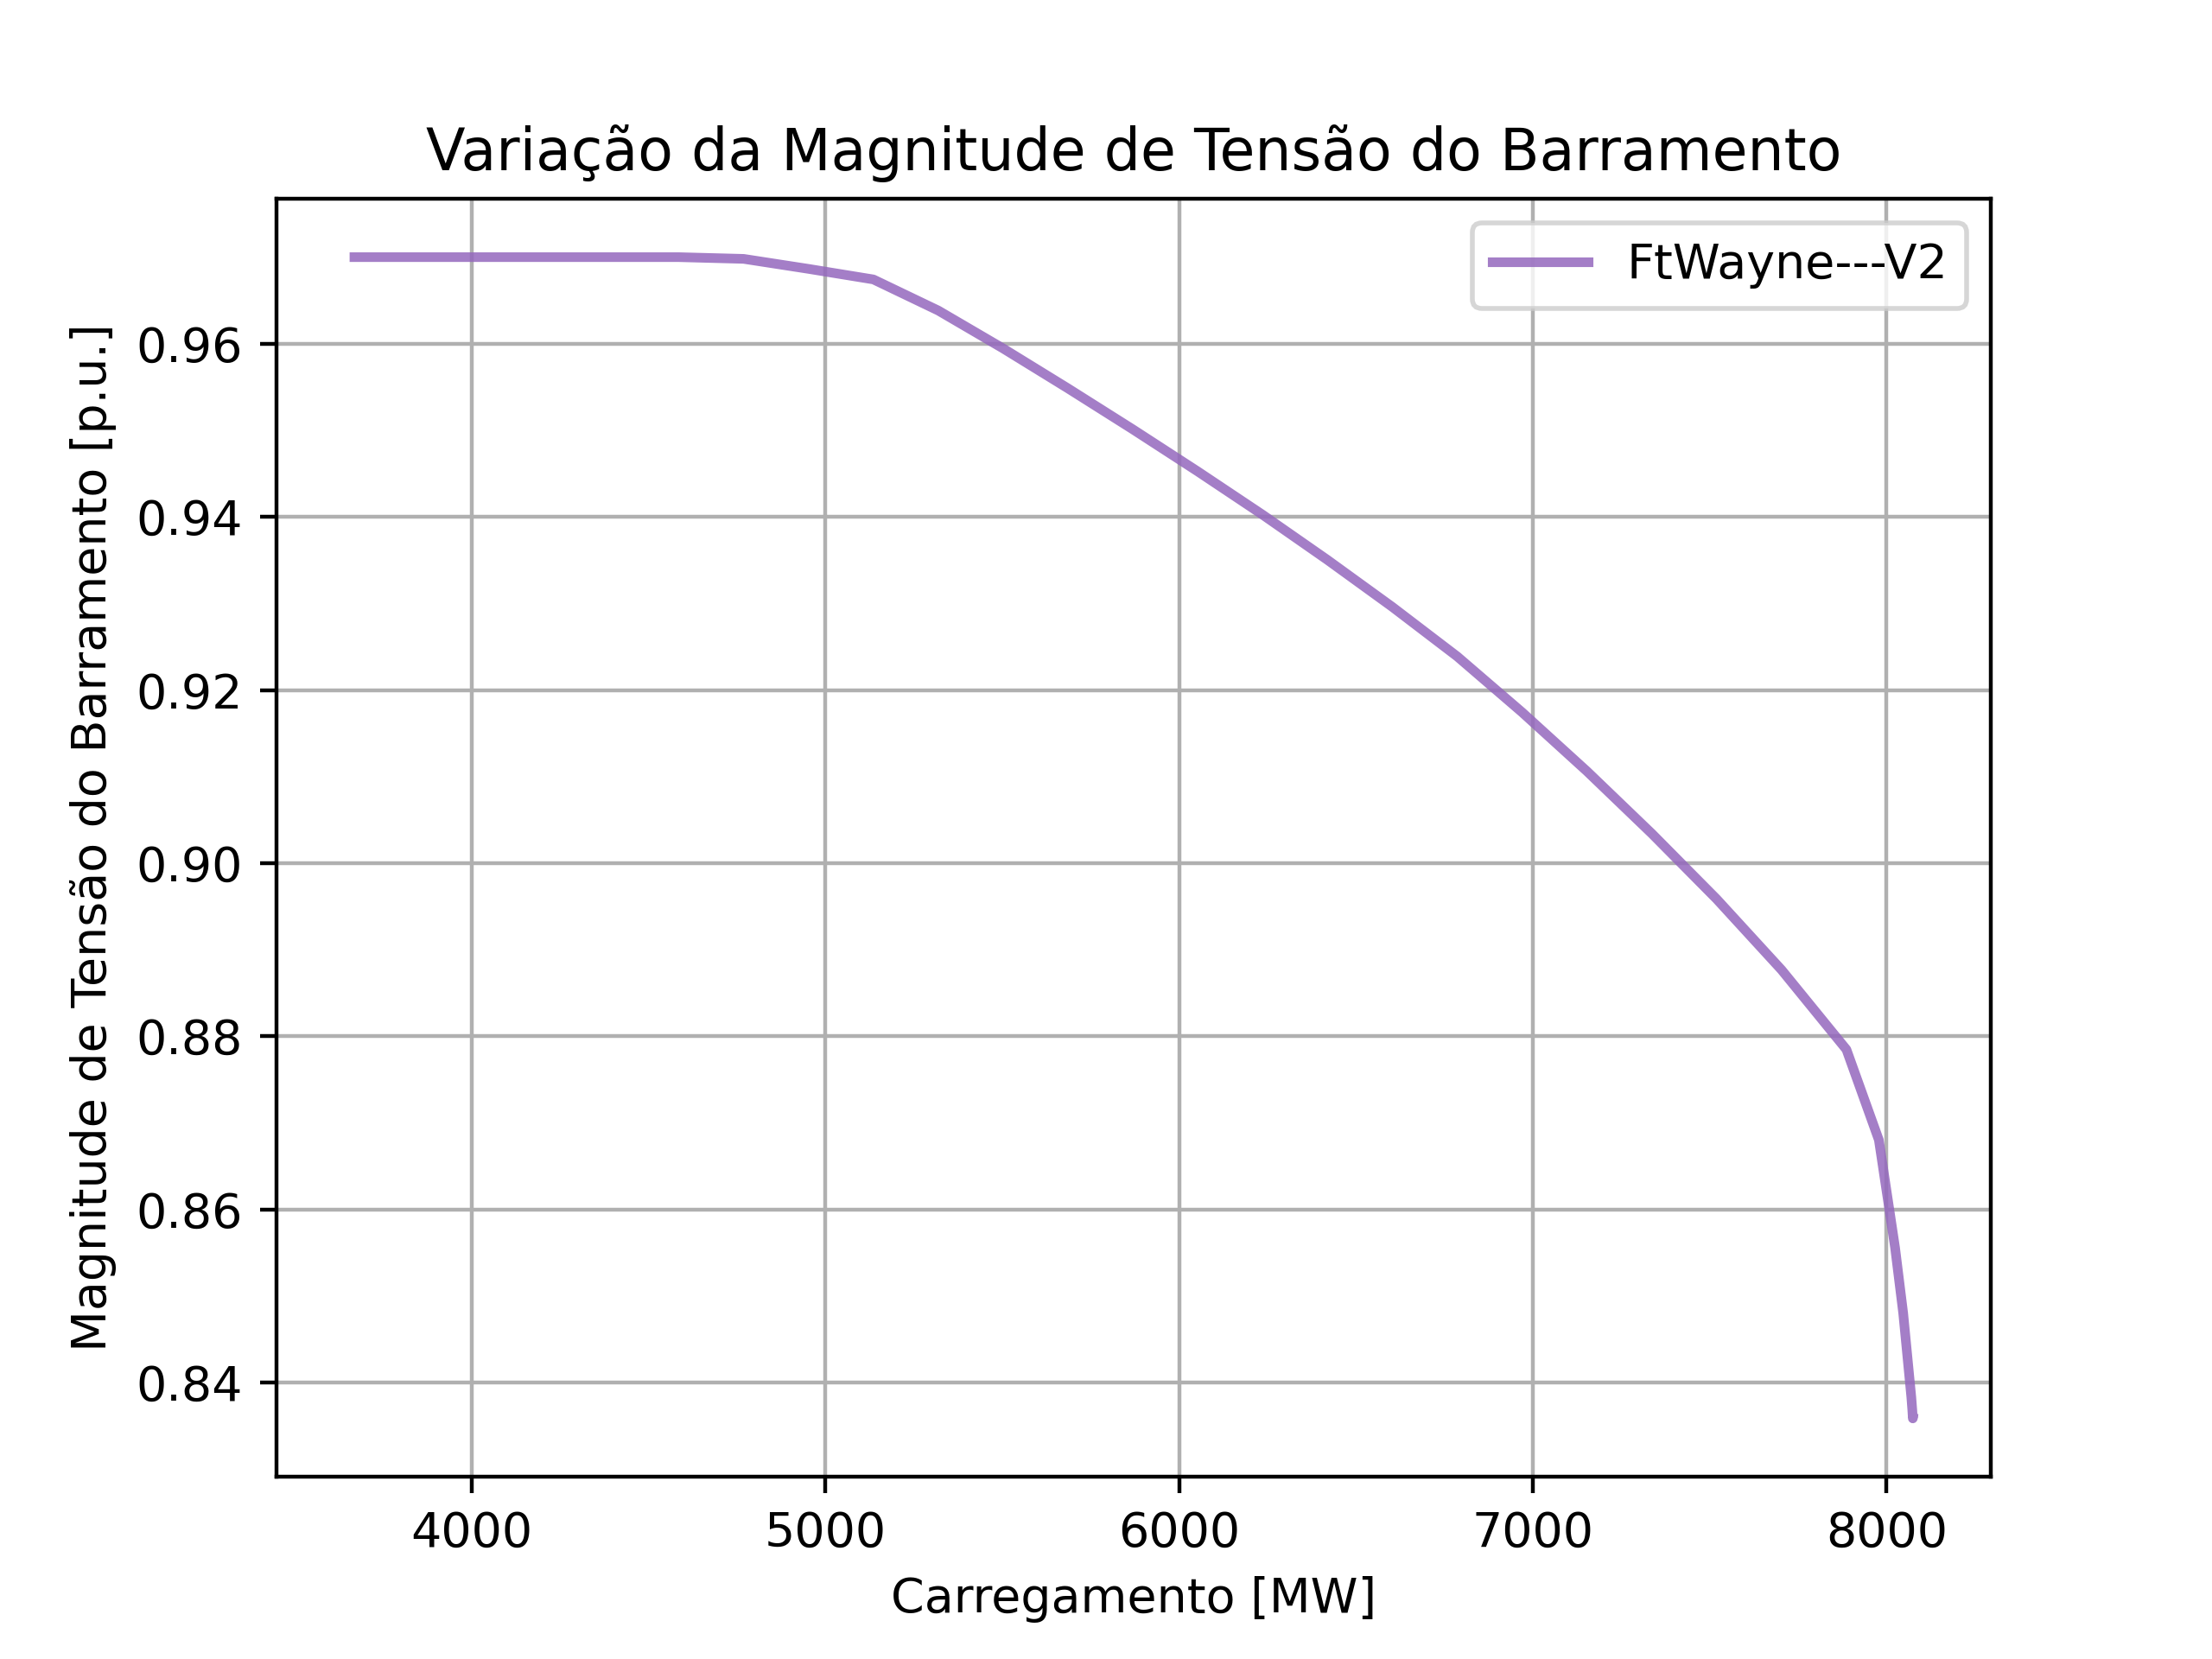 Variação da Magnitude de Tensão do Barramento
FtWayne---V2
Magnitude de Tensão do Barramento [p.u.]
0.96
0.94
0.92
0.90
0.88
0.86
0.84
4000 5000 6000 7000 8000
Carregamento [MW]